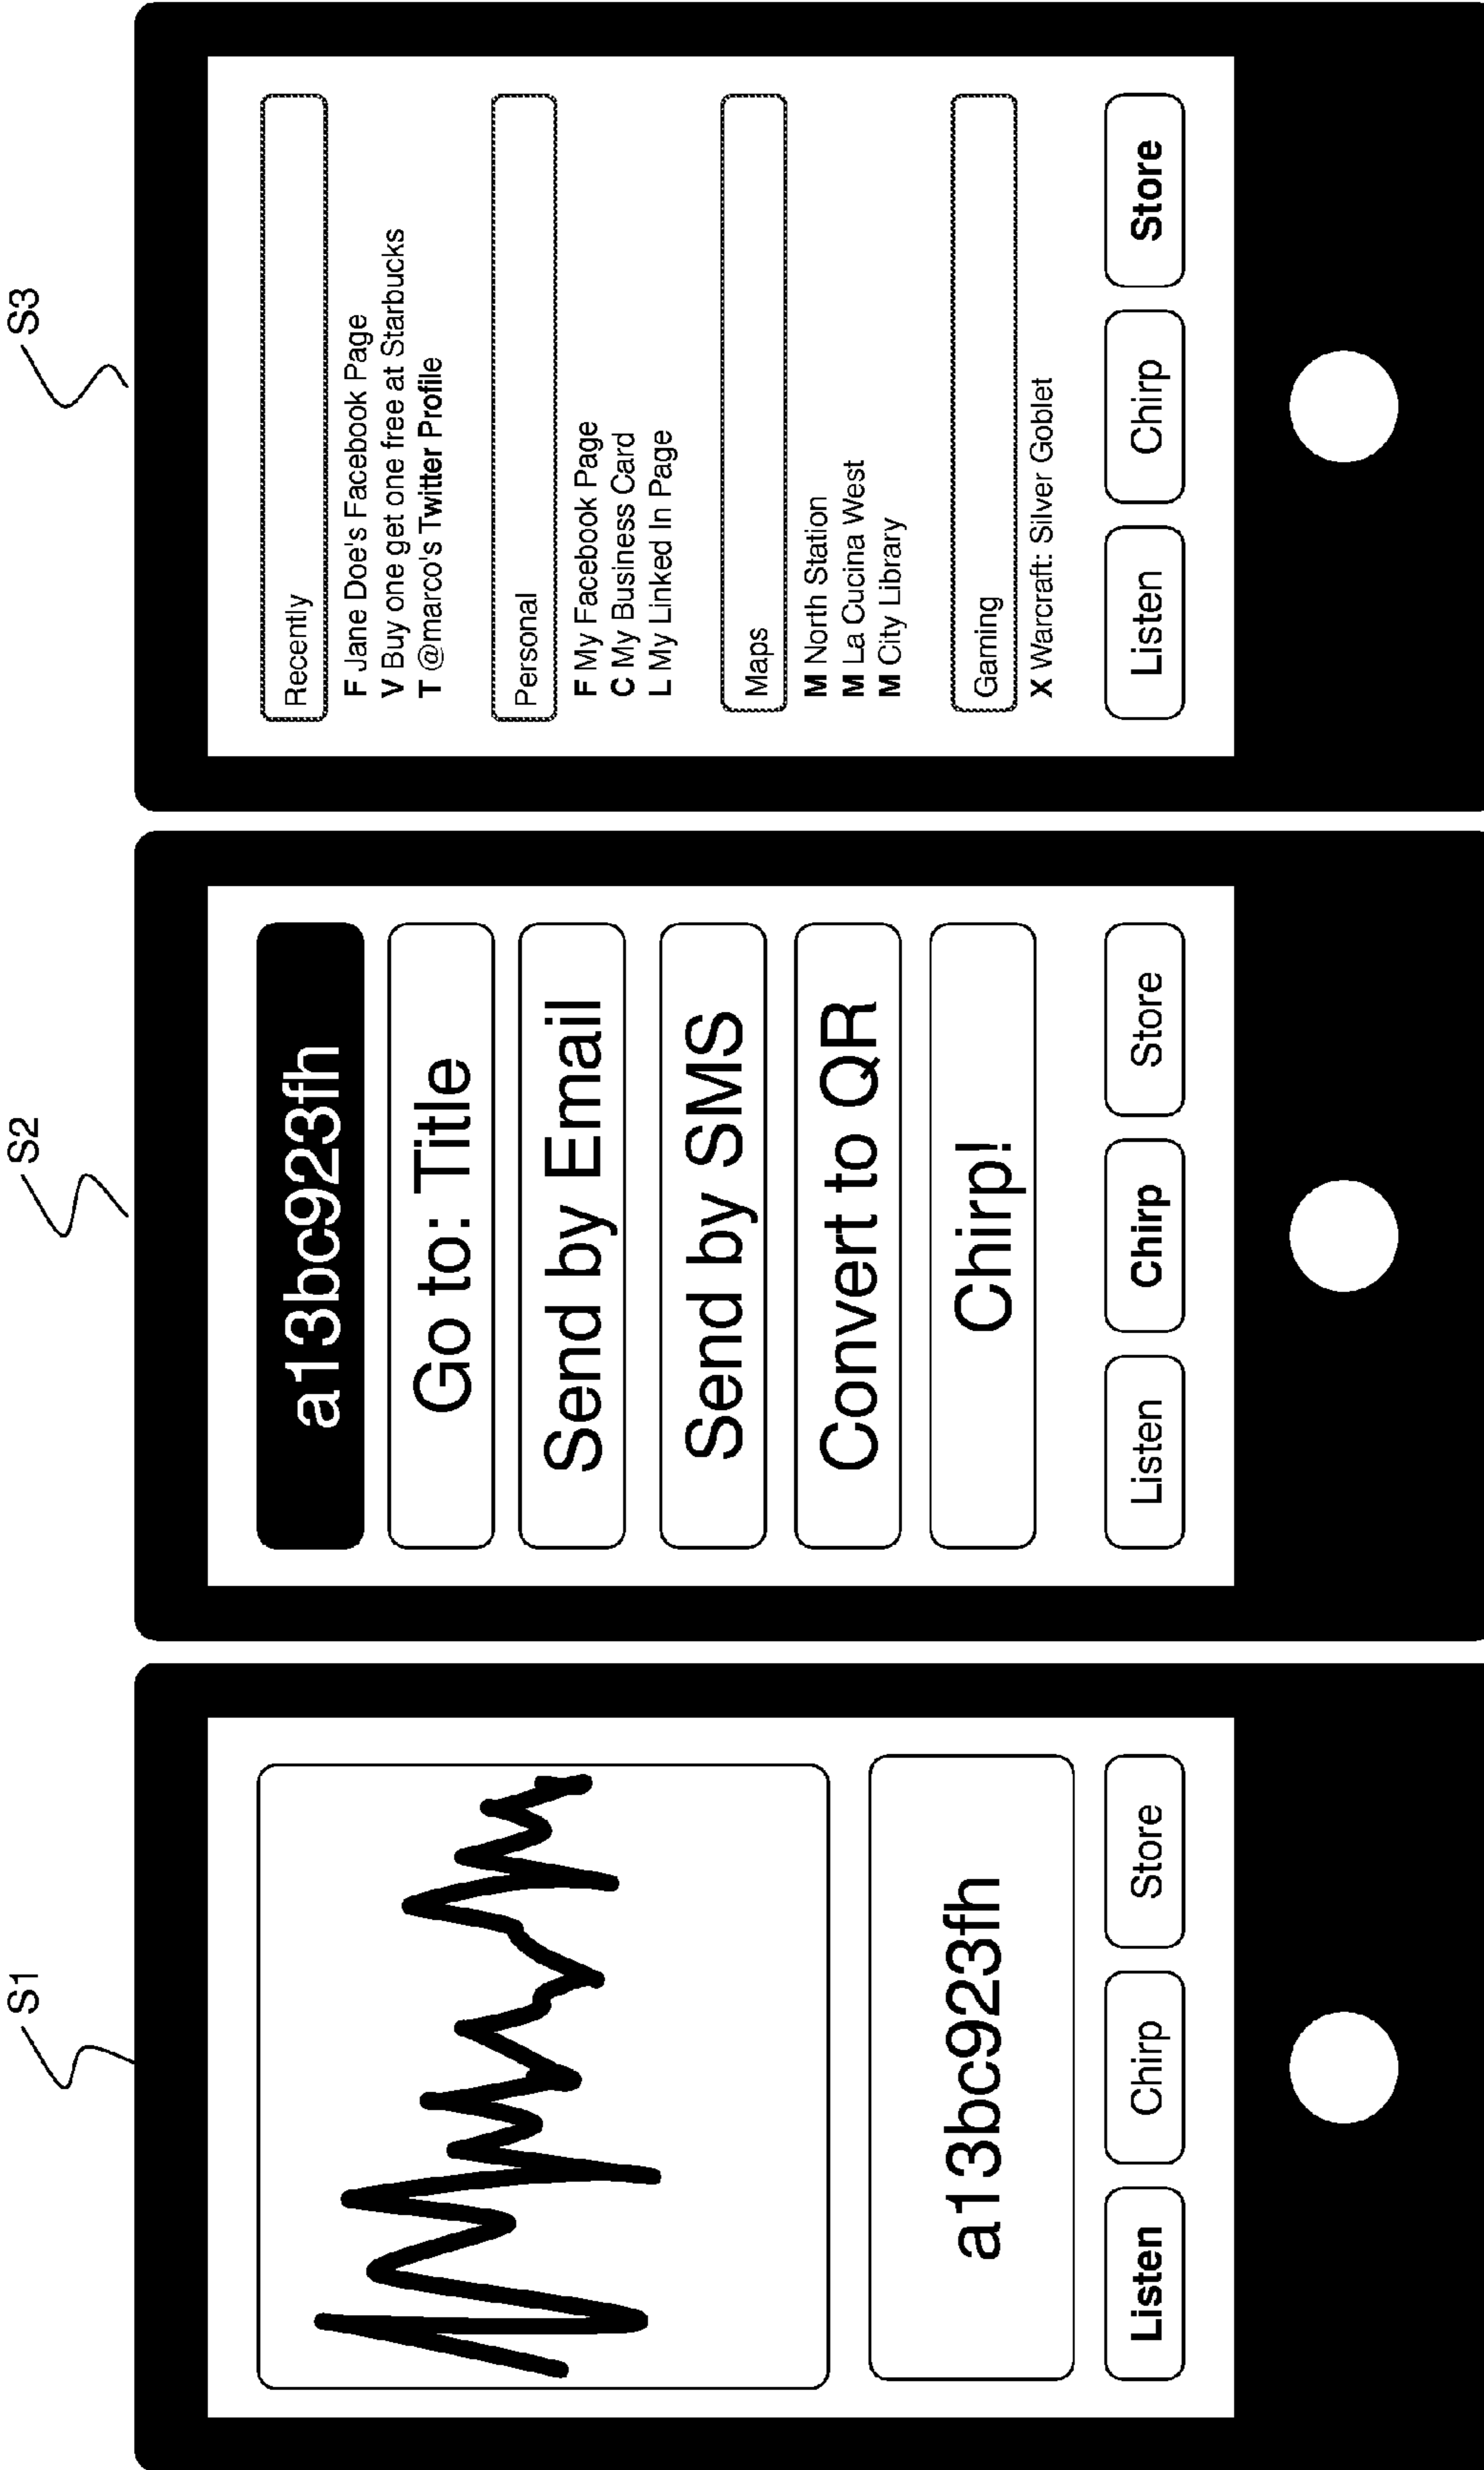 S1
a13bc923fh
Listen
Chirp
Store
S2
a13bc923fh
Go to: Title
Send by Email
Send by SMS
Convert to QR
Chirp!
Listen
Chirp
Store
S3
Recently
F Jane Doe's Facebook Page
V Buy one get one free at Starbucks
T @marco's Twitter Profile
Personal
F My Facebook Page
C My Business Card
L My Linked In Page
Maps
M North Station
M La Cucina West
M City Library
Gaming
X Warcraft: Silver Goblet
Listen
Chirp
Store